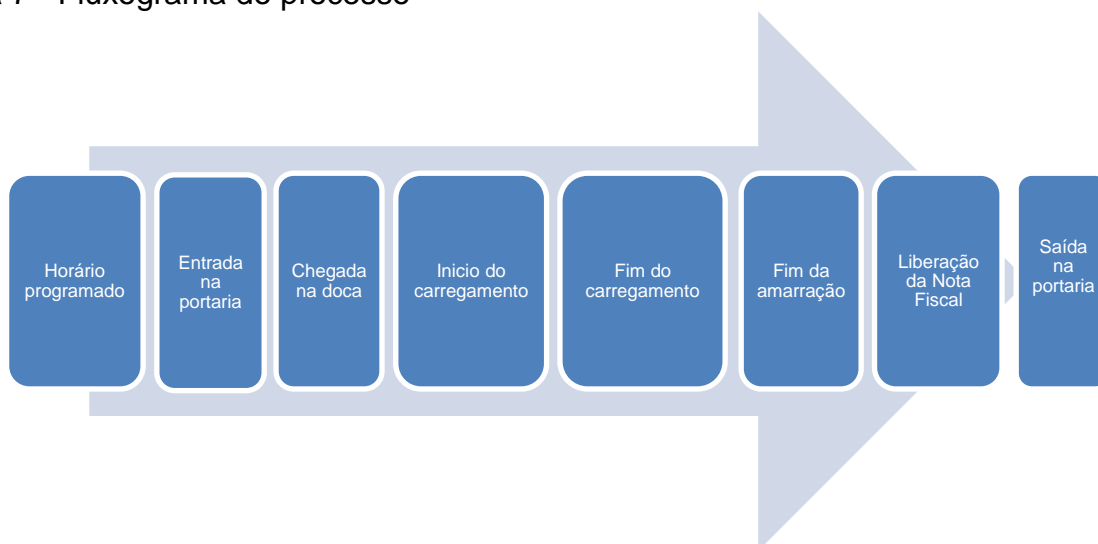 7 - Fluxograma do processo
Horário
programado
Entrada
na
portaria
Chegada
na doca
Inicio do
carregamento
Fim do
carregamento
Fim da
amarração
Liberação
da Nota
Fiscal
Saída
na
portaria